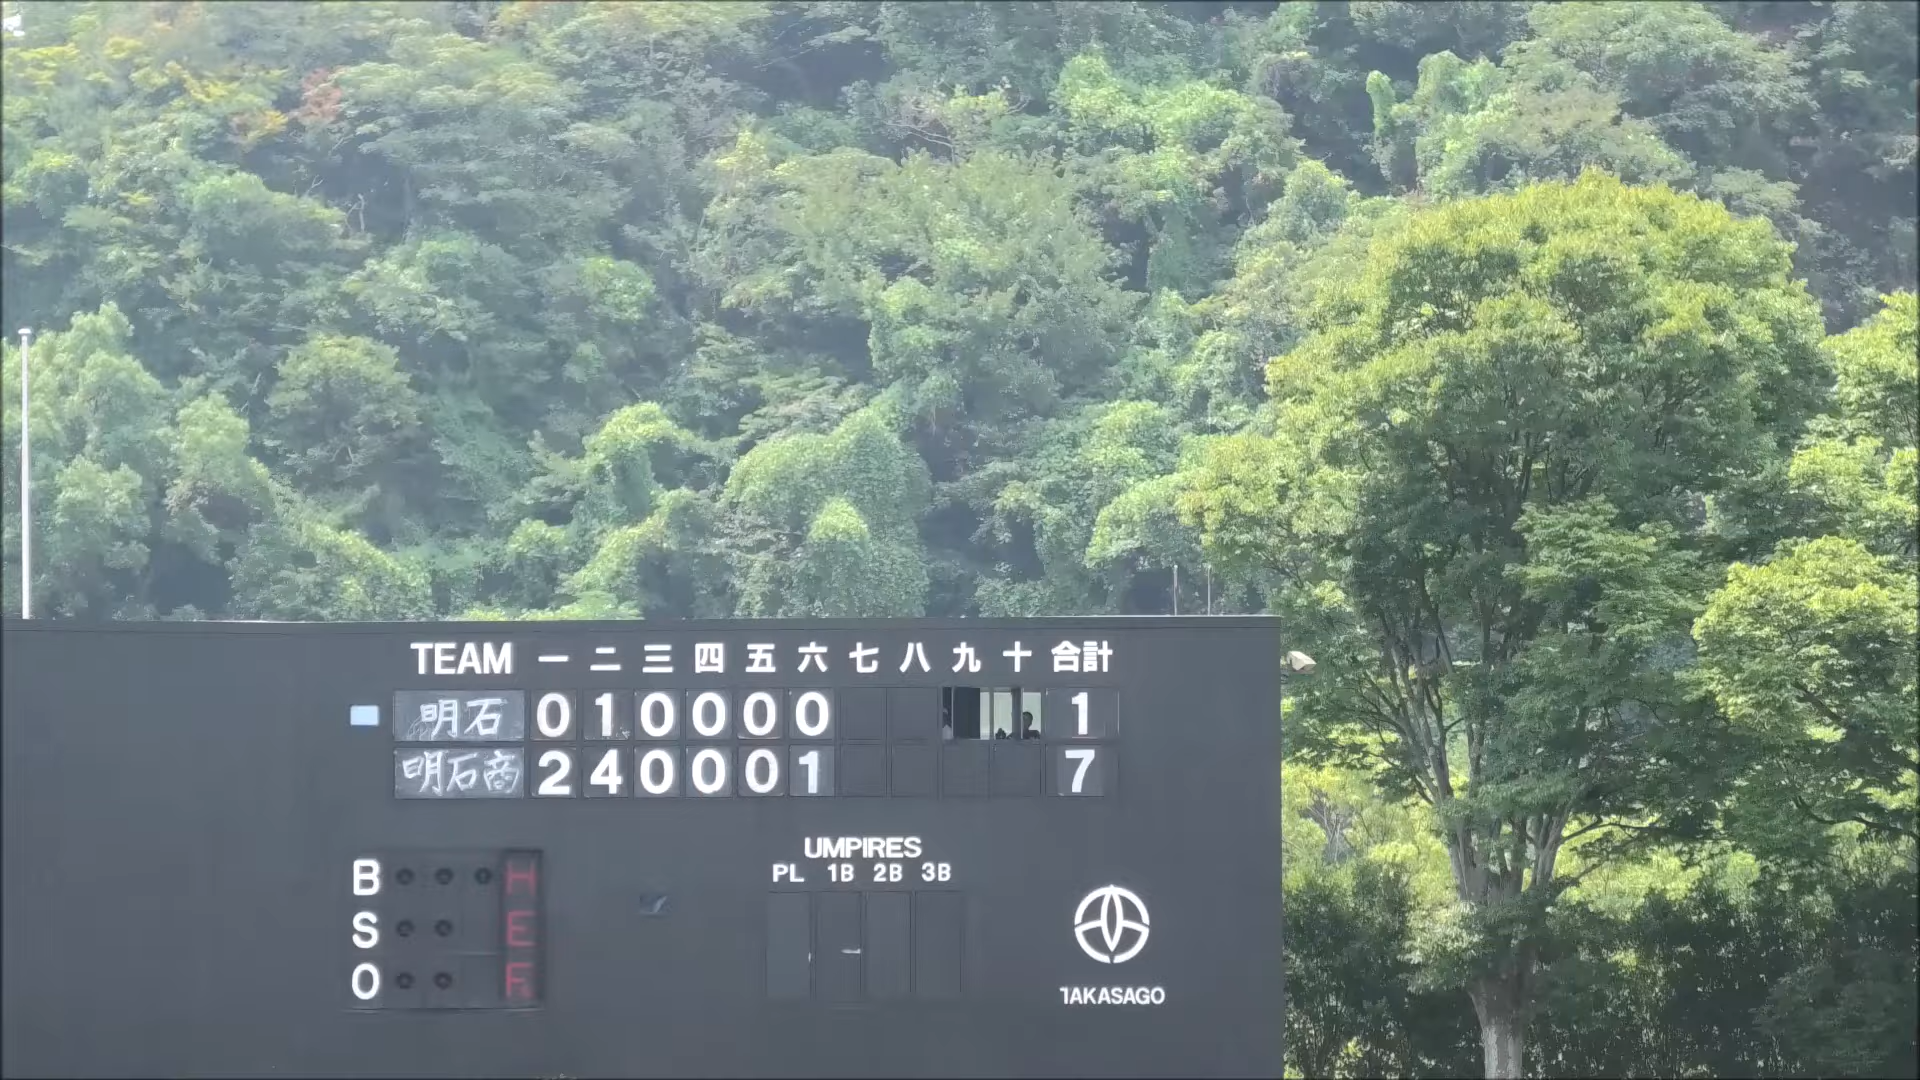 TEAM 一 二 三 四 五 六 七 八 九 十 合計
明石 0 1 0 0 0 0 1
明石商 2 4 0 0 0 1 7
UMPIRES
PL 1B 2B 3B
B H
S E
O F
TAKASAGO